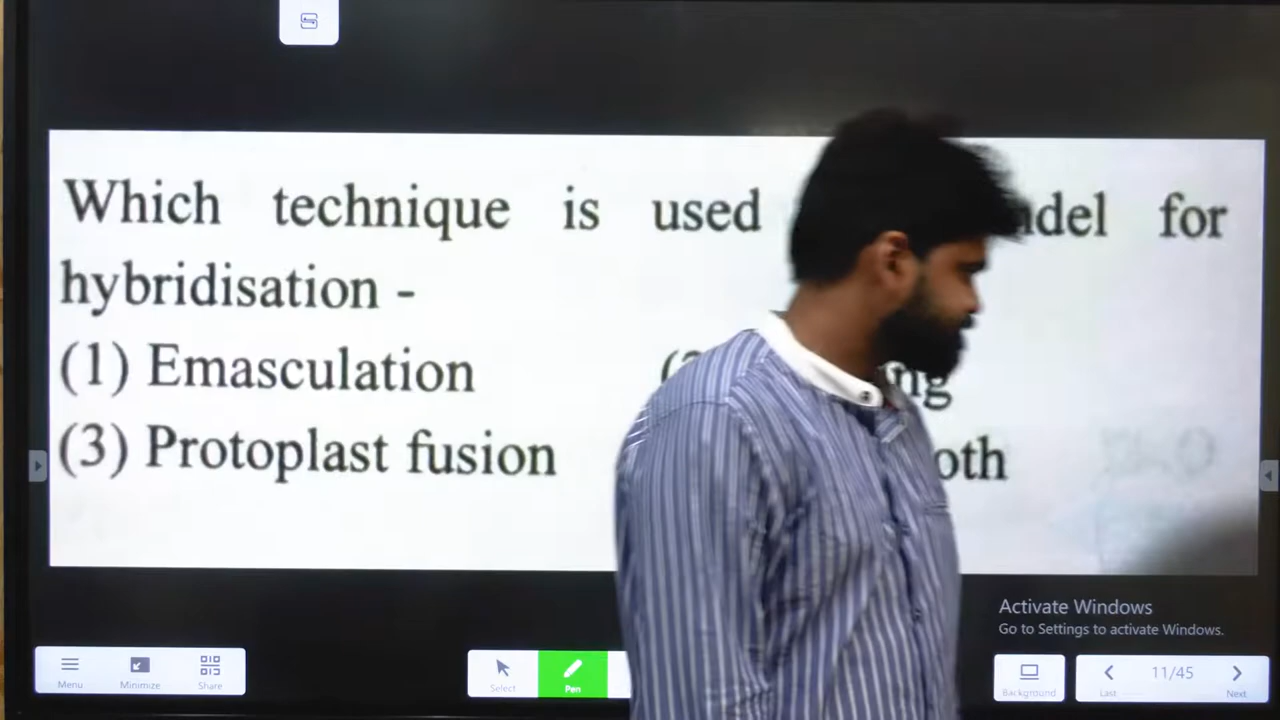 Which technique is used for
hybridisation -
(1) Emasculation
(3) Protoplast fusion
Activate Windows
Go to Settings to activate Windows.
Menu Minimize Share
Select Pen
Background
Last 11/45 Next